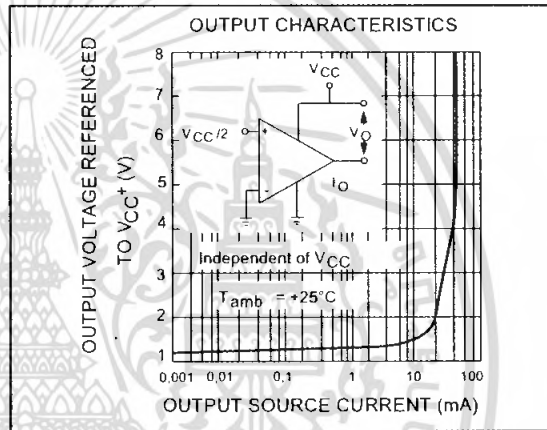 OUTPUT CHARACTERISTICS
OUTPUT VOLTAGE REFERENCED
TO VCC+ (V)
8
7
6
5
4
3
2
1
VCC
VCC/2
+
-
VO
IO
Independent of VCC
Tamb = +25°C
0,001 0,01 0,1 1 10 100
OUTPUT SOURCE CURRENT (mA)